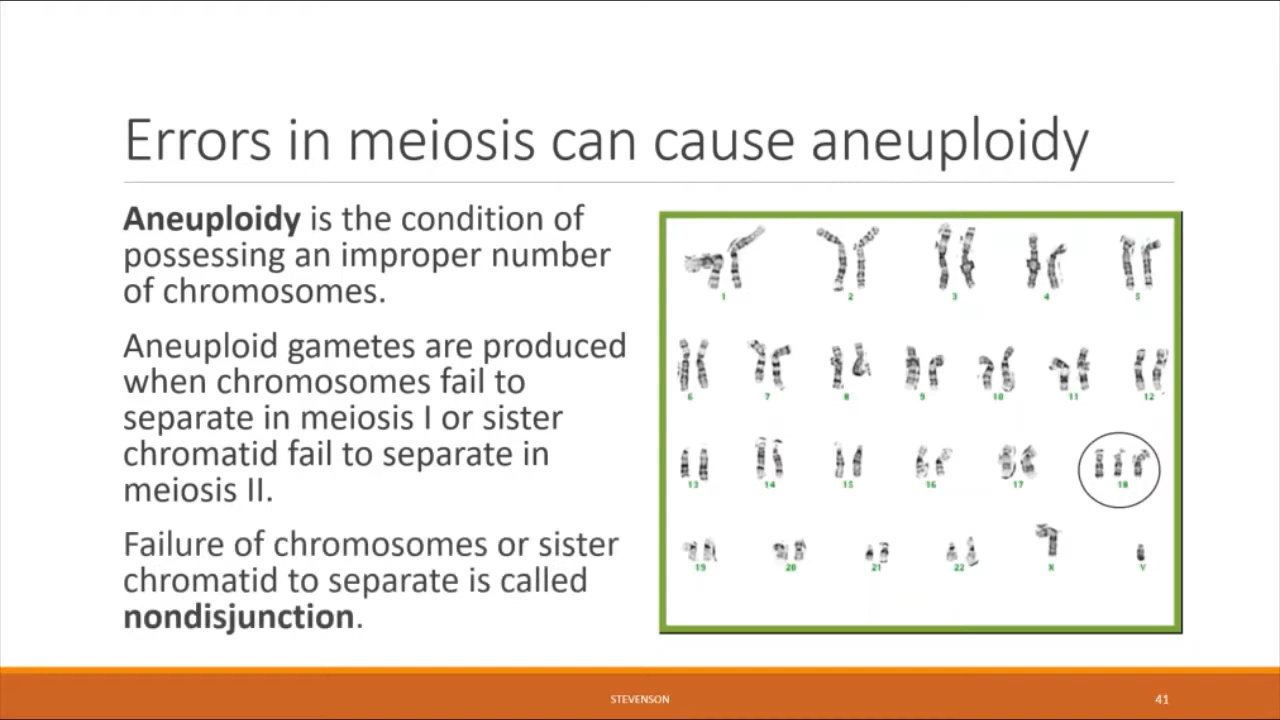 Errors in meiosis can cause aneuploidy
Aneuploidy is the condition of
possessing an improper number
of chromosomes.
Aneuploid gametes are produced
when chromosomes fail to
separate in meiosis I or sister
chromatid fail to separate in
meiosis II.
Failure of chromosomes or sister
chromatid to separate is called
nondisjunction.
1 2 3 4 5
6 7 8 9 10 11 12
13 14 15 16 17 18
19 20 21 22 X Y
STEVENSON 41